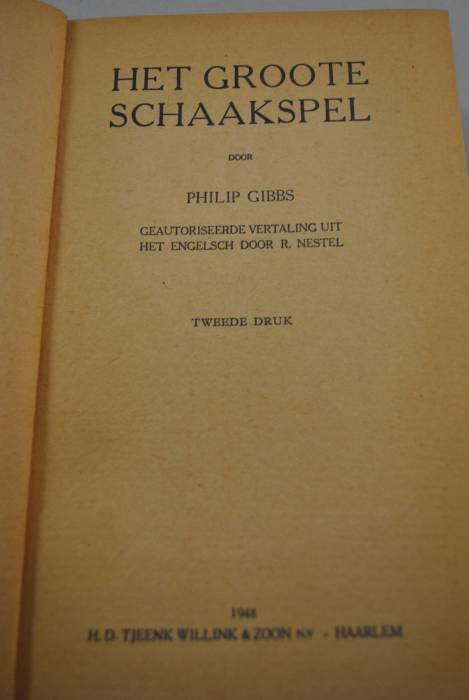 HET GROOTE
SCHAAKSPEL
DOOR
PHILIP GIBBS
GEAUTORISEERDE VERTALING UIT
HET ENGELSCH DOOR R. NESTEL
TWEEDE DRUK
1948
H. D. TJEENK WILLINK & ZOON N.V - HAARLEM